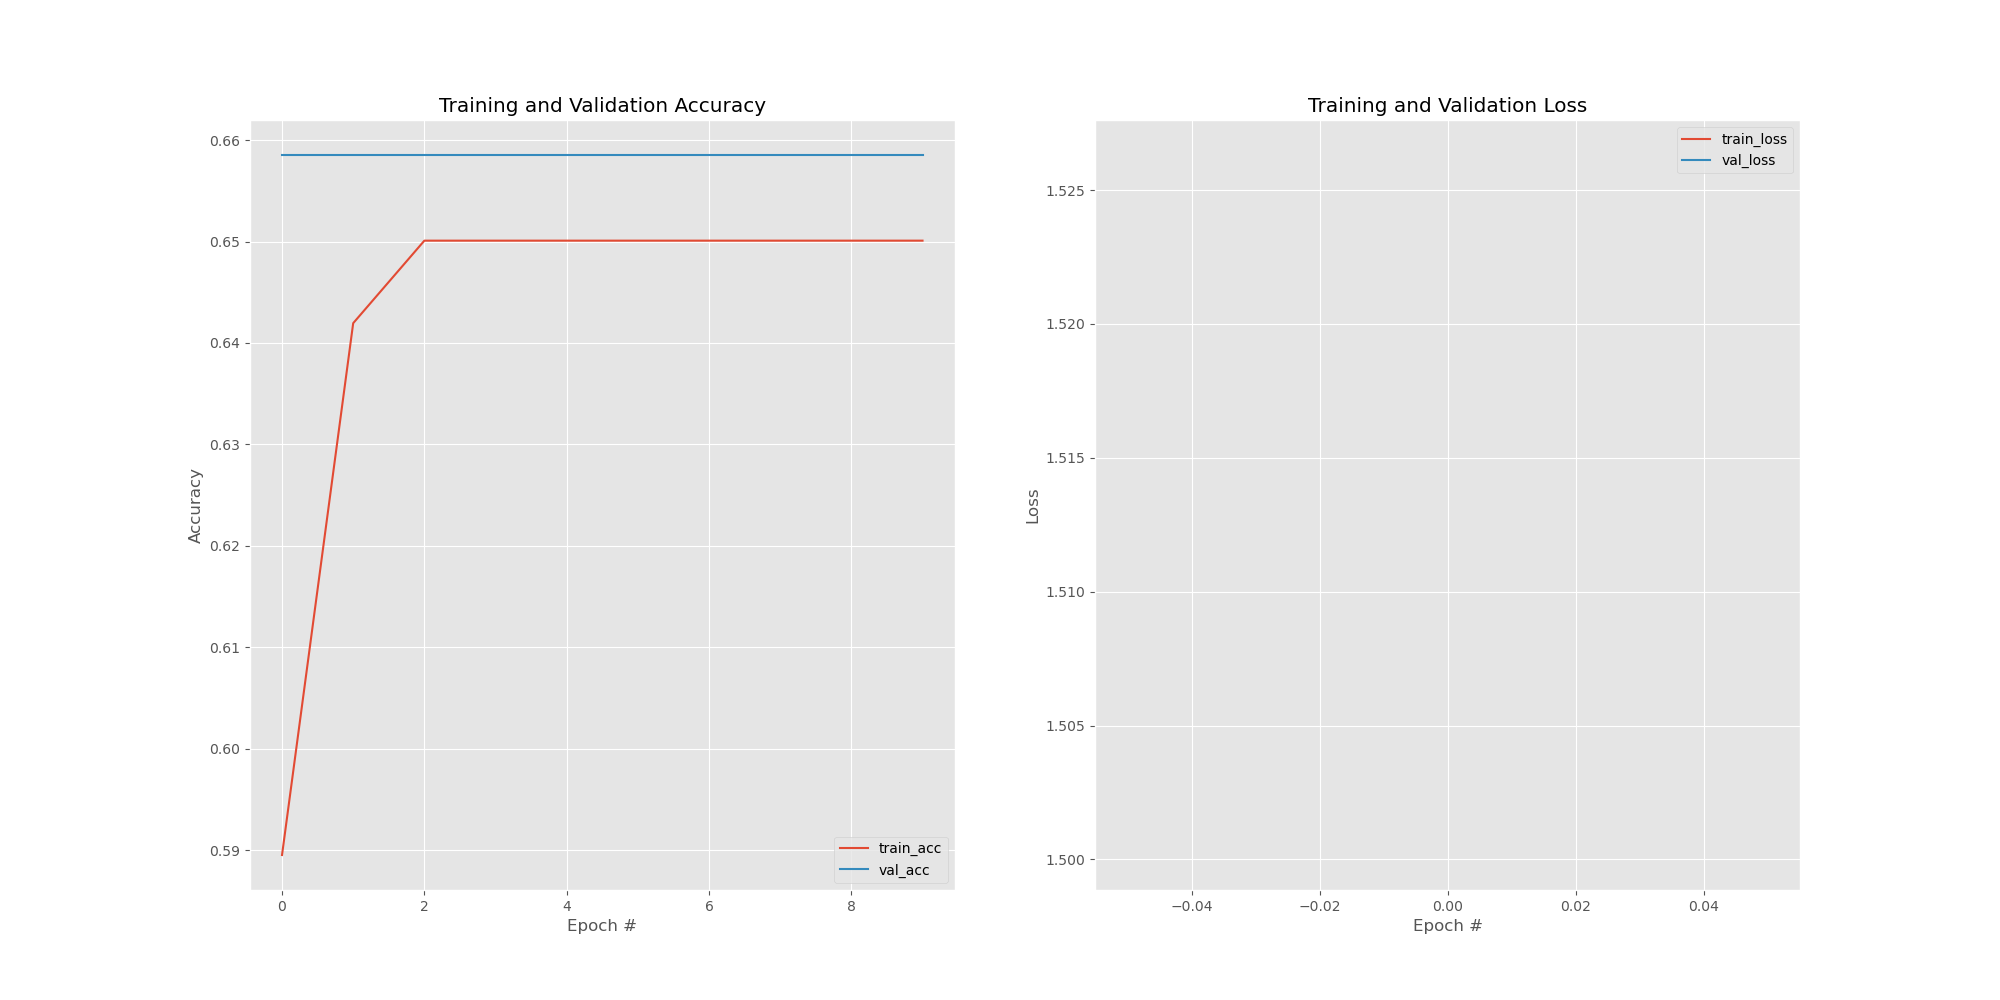 Training and Validation Accuracy
0.66
0.65
0.64
0.63
0.62
0.61
0.60
0.59
Accuracy
train_acc
val_acc
0 2 4 6 8
Epoch #
Training and Validation Loss
train_loss
val_loss
1.525
1.520
1.515
1.510
1.505
1.500
Loss
−0.04 −0.02 0.00 0.02 0.04
Epoch #